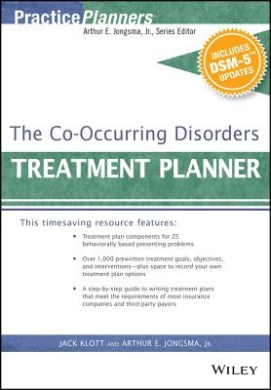 PracticePlanners
Arthur E. Jongsma, Jr., Series Editor
INCLUDES
DSM-5™
UPDATES
The Co-Occurring Disorders
TREATMENT PLANNER
This timesaving resource features:
• Treatment plan components for 25
behaviorally based presenting problems
• Over 1,000 prewritten treatment goals, objectives,
and interventions—plus space to record your own
treatment plan options
• A step-by-step guide to writing treatment plans
that meet the requirements of most insurance
companies and third-party payors
JACK KLOTT AND ARTHUR E. JONGSMA, JR.
WILEY